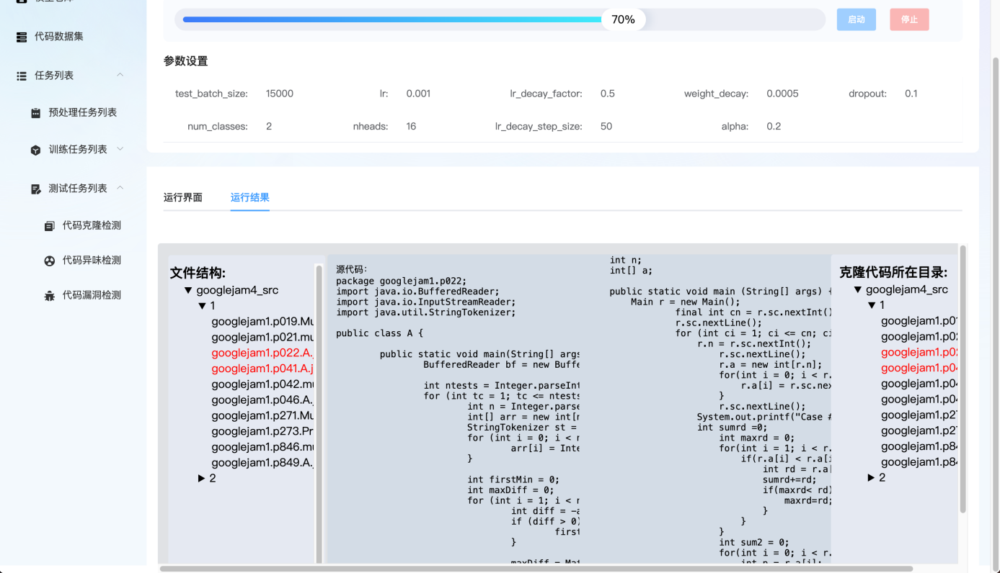 代码数据集
任务列表
预处理任务列表
训练任务列表
测试任务列表
代码克隆检测
代码异味检测
代码漏洞检测
70%
启动
停止
参数设置
test_batch_size: 15000 lr: 0.001 lr_decay_factor: 0.5 weight_decay: 0.0005 dropout: 0.1
num_classes: 2 nheads: 16 lr_decay_step_size: 50 alpha: 0.2
运行界面 运行结果
文件结构:
▼ googlejam4_src
▼ 1
googlejam1.p019.Mu
googlejam1.p021.mu
googlejam1.p022.A.
googlejam1.p041.A.j
googlejam1.p042.mu
googlejam1.p046.A.
googlejam1.p271.Mu
googlejam1.p273.Pr
googlejam1.p846.mu
googlejam1.p849.A.
▶ 2
源代码:
package googlejam1.p022;
import java.io.BufferedReader;
import java.io.InputStreamReader;
import java.util.StringTokenizer;
public class A {
public static void main(String[] args
BufferedReader bf = new Buffe
int ntests = Integer.parseInt
for (int tc = 1; tc <= ntests
int n = Integer.parse
int[] arr = new int[n
StringTokenizer st =
for (int i = 0; i < n
arr[i] = Inte
}
int firstMin = 0;
int maxDiff = 0;
for (int i = 1; i < n
int diff = -a
if (diff > 0)
first
}
maxDiff = Mat
int n;
int[] a;
public static void main (String[] args) {
Main r = new Main();
final int cn = r.sc.nextInt()
r.sc.nextLine();
for (int ci = 1; ci <= cn; ci
r.n = r.sc.nextInt();
r.sc.nextLine();
r.a = new int[r.n];
for(int i = 0; i < r.
r.a[i] = r.sc.nex
}
r.sc.nextLine();
System.out.printf("Case #
int sumrd =0;
int maxrd = 0;
for(int i = 1; i < r.
if(r.a[i] < r.a[i
int rd = r.a[
sumrd+=rd;
if(maxrd< rd)
maxrd=rd;
}
}
}
int sum2 = 0;
for(int i = 0; i < r.
int n = r.a[i];
克隆代码所在目录:
▼ googlejam4_src
▼ 1
googlejam1.p01
googlejam1.p02
googlejam1.p02
googlejam1.p04
googlejam1.p04
googlejam1.p04
googlejam1.p27
googlejam1.p27
googlejam1.p84
googlejam1.p84
▶ 2